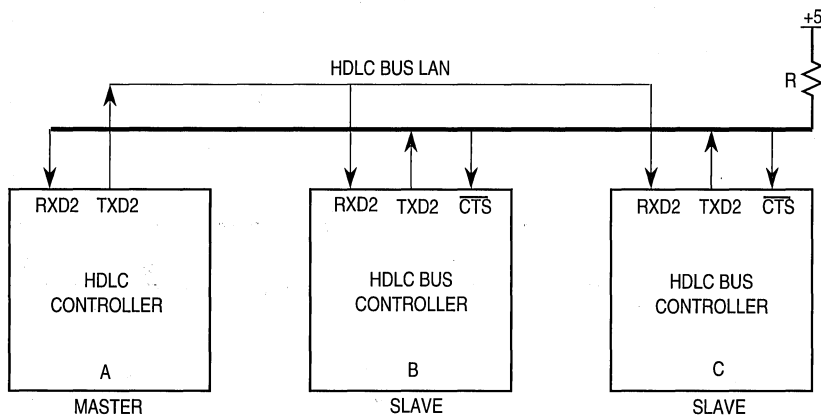 +5
HDLC BUS LAN
R
RXD2 TXD2
RXD2 TXD2 CTS
RXD2 TXD2 CTS
HDLC
CONTROLLER
HDLC BUS
CONTROLLER
HDLC BUS
CONTROLLER
A
B
C
MASTER
SLAVE
SLAVE